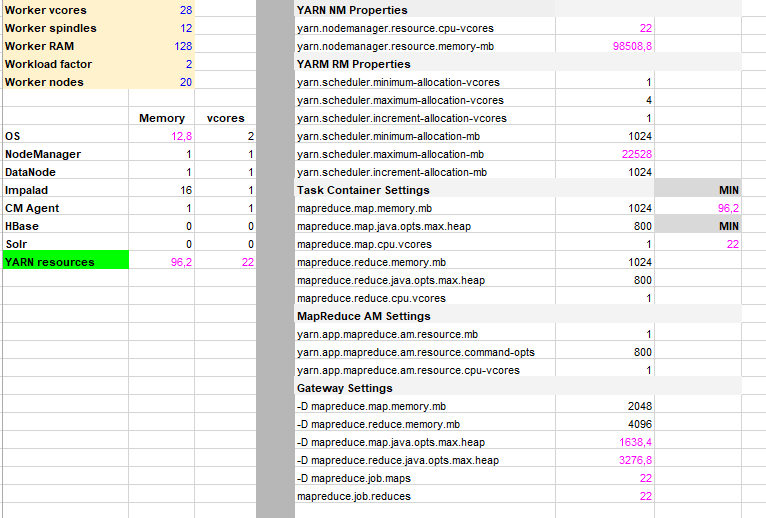 Worker vcores 28
Worker spindles 12
Worker RAM 128
Workload factor 2
Worker nodes 20
Memory vcores
OS 12,8 2
NodeManager 1 1
DataNode 1 1
Impalad 16 1
CM Agent 1 1
HBase 0 0
Solr 0 0
YARN resources 96,2 22
YARN NM Properties
yarn.nodemanager.resource.cpu-vcores 22
yarn.nodemanager.resource.memory-mb 98508,8
YARM RM Properties
yarn.scheduler.minimum-allocation-vcores 1
yarn.scheduler.maximum-allocation-vcores 4
yarn.scheduler.increment-allocation-vcores 1
yarn.scheduler.minimum-allocation-mb 1024
yarn.scheduler.maximum-allocation-mb 22528
yarn.scheduler.increment-allocation-mb 1024
Task Container Settings MIN
mapreduce.map.memory.mb 1024 96,2
mapreduce.map.java.opts.max.heap 800 MIN
mapreduce.map.cpu.vcores 1 22
mapreduce.reduce.memory.mb 1024
mapreduce.reduce.java.opts.max.heap 800
mapreduce.reduce.cpu.vcores 1
MapReduce AM Settings
yarn.app.mapreduce.am.resource.mb 1
yarn.app.mapreduce.am.resource.command-opts 800
yarn.app.mapreduce.am.resource.cpu-vcores 1
Gateway Settings
-D mapreduce.map.memory.mb 2048
-D mapreduce.reduce.memory.mb 4096
-D mapreduce.map.java.opts.max.heap 1638,4
-D mapreduce.reduce.java.opts.max.heap 3276,8
-D mapreduce.job.maps 22
mapreduce.job.reduces 22